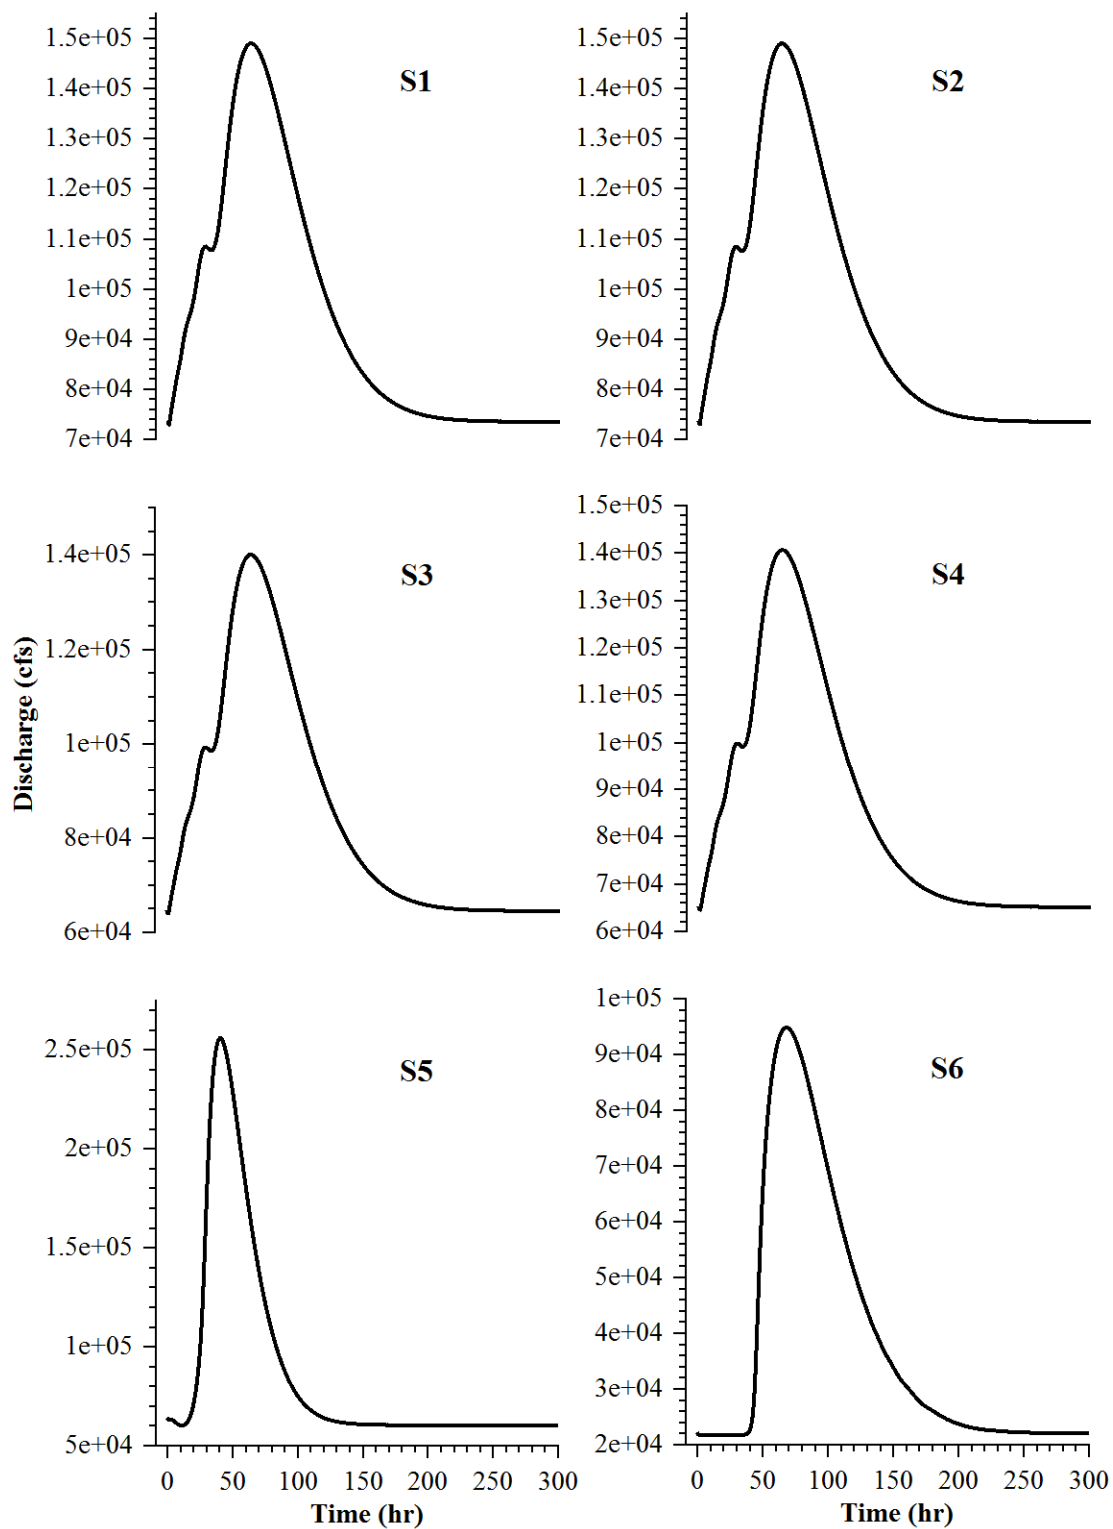 1.5e+05
1.4e+05
1.3e+05
1.2e+05
1.1e+05
1e+05
9e+04
8e+04
7e+04
S1
1.5e+05
1.4e+05
1.3e+05
1.2e+05
1.1e+05
1e+05
9e+04
8e+04
7e+04
S2
Discharge (cfs)
1.4e+05
1.2e+05
1e+05
8e+04
6e+04
S3
1.5e+05
1.4e+05
1.3e+05
1.2e+05
1.1e+05
1e+05
9e+04
8e+04
7e+04
6e+04
S4
2.5e+05
2e+05
1.5e+05
1e+05
5e+04
S5
0 50 100 150 200 250 300
Time (hr)
1e+05
9e+04
8e+04
7e+04
6e+04
5e+04
4e+04
3e+04
2e+04
S6
0 50 100 150 200 250 300
Time (hr)